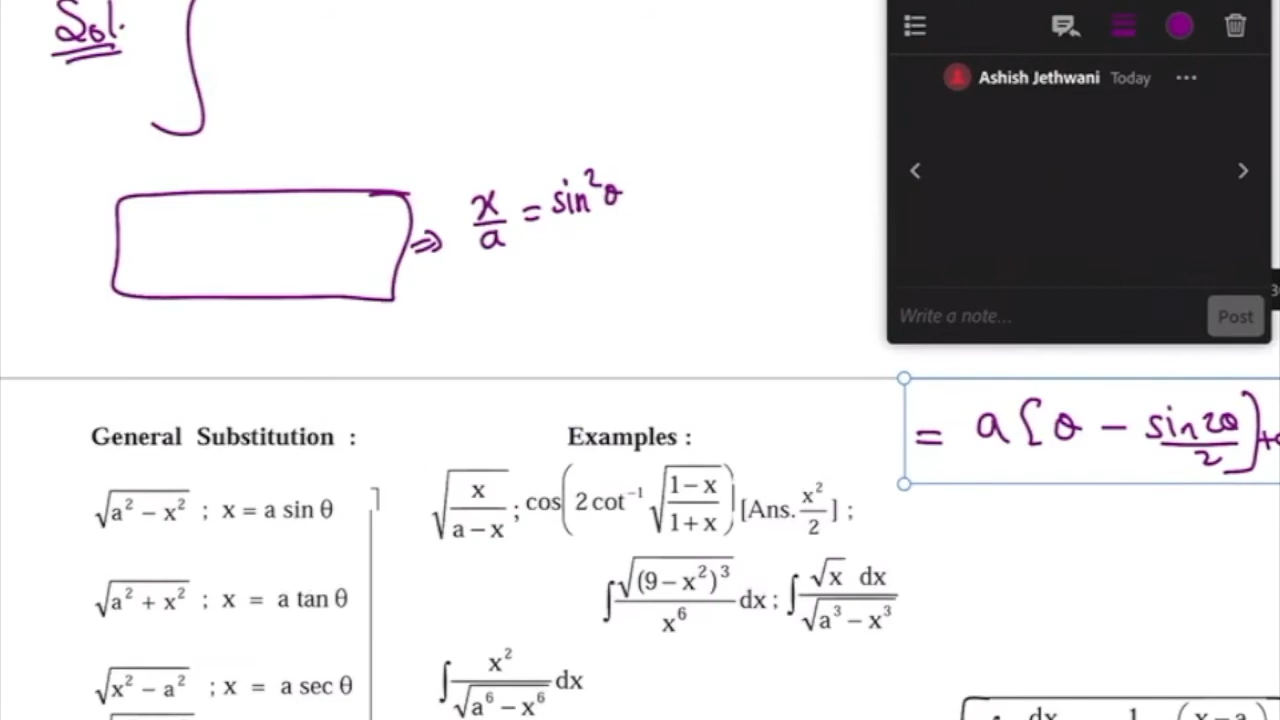 Sol. ∫
Ashish Jethwani Today ...
⇒ x/a = sin²θ
Write a note... Post
= a[θ − sin2θ/2] +
General Substitution : Examples :
√(a² − x²) ; x = a sin θ
√(x/(a−x)) ; cos(2 cot⁻¹ √((1−x)/(1+x))) [Ans. x²/2] ;
√(a² + x²) ; x = a tan θ
∫ √((9−x²)³)/x⁶ dx ; ∫ √x dx/√(a³ − x³)
√(x² − a²) ; x = a sec θ
∫ x²/√(a⁶ − x⁶) dx
dx 1 (x−a)